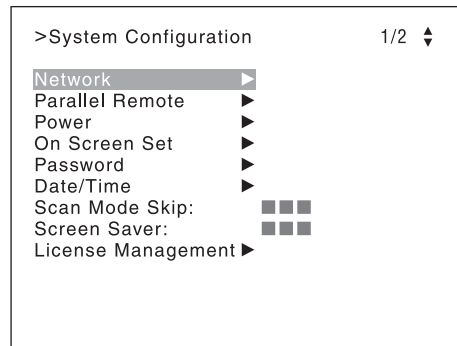 >System Configuration 1/2
Network
Parallel Remote
Power
On Screen Set
Password
Date/Time
Scan Mode Skip:
Screen Saver:
License Management